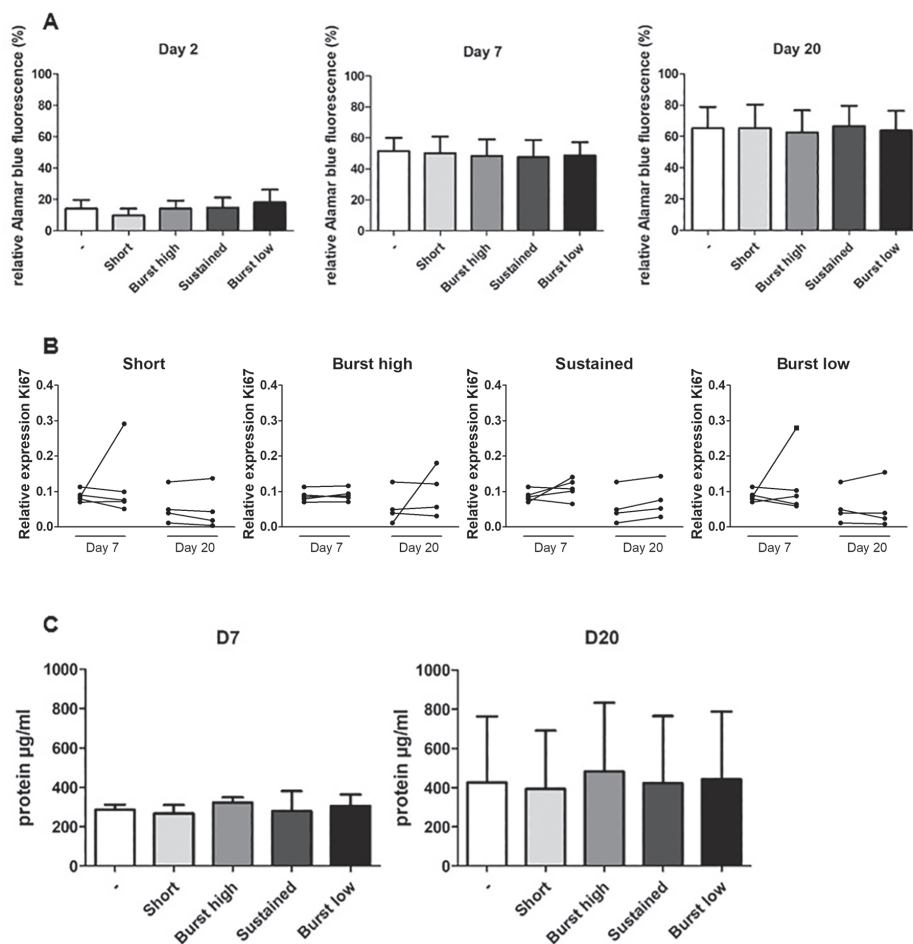 A
Day 2
Day 7
Day 20
relative Alamar blue fluorescence (%)
100
80
60
40
20
0
-
Short
Burst high
Sustained
Burst low
relative Alamar blue fluorescence (%)
100
80
60
40
20
0
-
Short
Burst high
Sustained
Burst low
relative Alamar blue fluorescence (%)
100
80
60
40
20
0
-
Short
Burst high
Sustained
Burst low
B
Short
Burst high
Sustained
Burst low
Relative expression Ki67
0.4
0.3
0.2
0.1
0.0
Day 7
Day 20
Relative expression Ki67
0.4
0.3
0.2
0.1
0.0
Day 7
Day 20
Relative expression Ki67
0.4
0.3
0.2
0.1
0.0
Day 7
Day 20
Relative expression Ki67
0.4
0.3
0.2
0.1
0.0
Day 7
Day 20
C
D7
D20
protein µg/ml
1000
800
600
400
200
0
-
Short
Burst high
Sustained
Burst low
protein µg/ml
1000
800
600
400
200
0
-
Short
Burst high
Sustained
Burst low